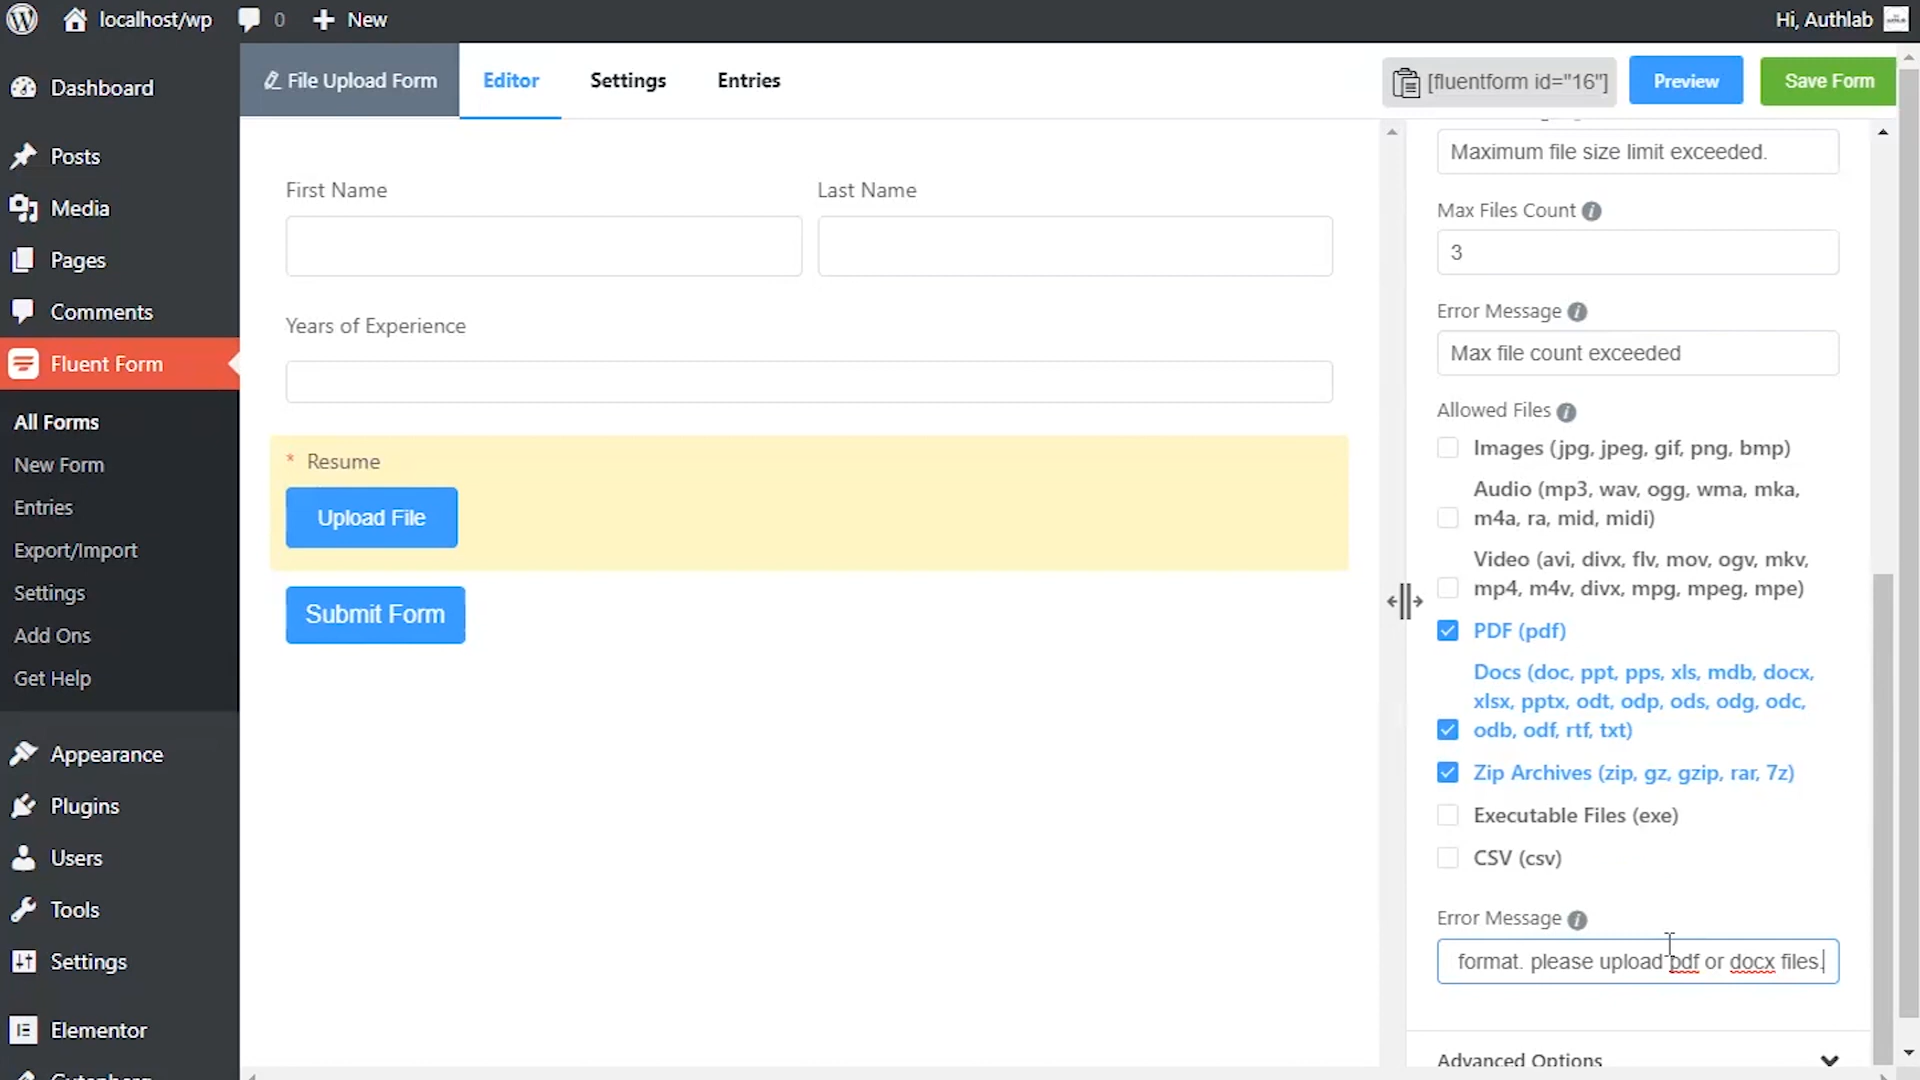 localhost/wp
0
New
Hi, Authlab
Dashboard
Posts
Media
Pages
Comments
Fluent Form
All Forms
New Form
Entries
Export/Import
Settings
Add Ons
Get Help
Appearance
Plugins
Users
Tools
Settings
Elementor
File Upload Form
Editor
Settings
Entries
[fluentform id="16"]
Preview
Save Form
First Name
Last Name
Years of Experience
* Resume
Upload File
Submit Form
Maximum file size limit exceeded.
Max Files Count
3
Error Message
Max file count exceeded
Allowed Files
Images (jpg, jpeg, gif, png, bmp)
Audio (mp3, wav, ogg, wma, mka,
m4a, ra, mid, midi)
Video (avi, divx, flv, mov, ogv, mkv,
mp4, m4v, divx, mpg, mpeg, mpe)
PDF (pdf)
Docs (doc, ppt, pps, xls, mdb, docx,
xlsx, pptx, odt, odp, ods, odg, odc,
odb, odf, rtf, txt)
Zip Archives (zip, gz, gzip, rar, 7z)
Executable Files (exe)
CSV (csv)
Error Message
format. please upload pdf or docx files.
Advanced Options